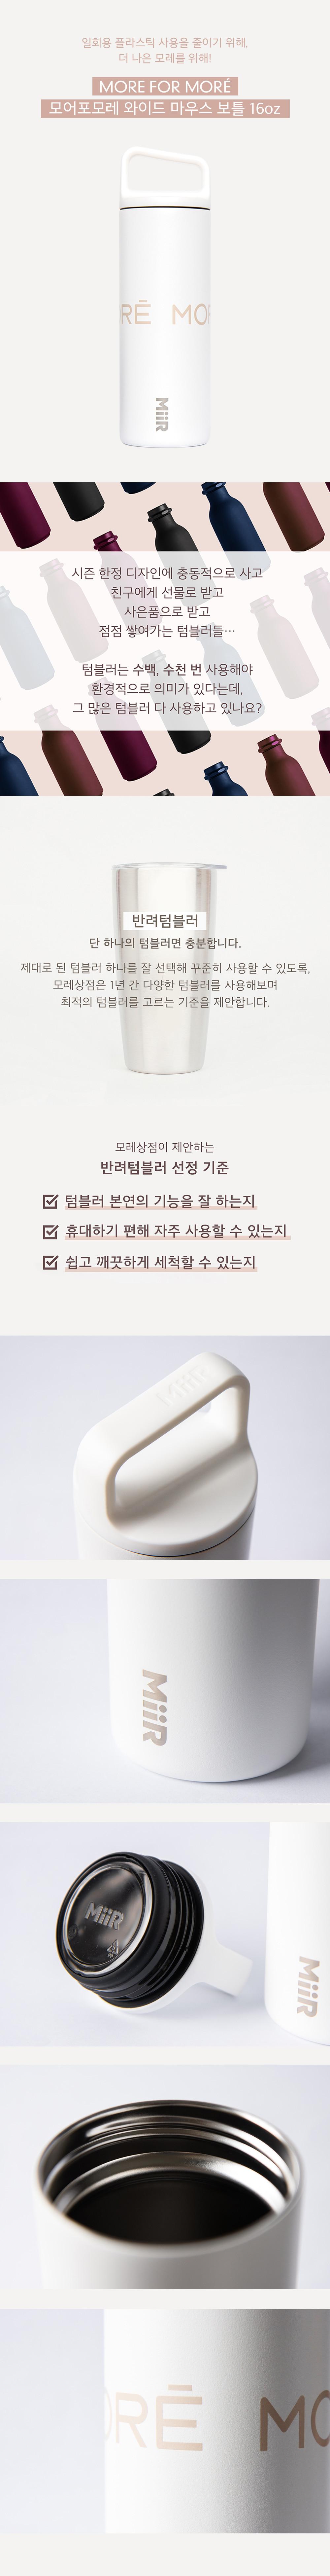 일회용 플라스틱 사용을 줄이기 위해,
더 나은 모레를 위해!
MORE FOR MORÉ
모어포모레 와이드 마우스 보틀 16oz
RĒ MO
MiiR
시즌 한정 디자인에 충동적으로 사고
친구에게 선물로 받고
사은품으로 받고
점점 쌓여가는 텀블러들…
텀블러는 수백, 수천 번 사용해야
환경적으로 의미가 있다는데,
그 많은 텀블러 다 사용하고 있나요?
반려텀블러
단 하나의 텀블러면 충분합니다.
제대로 된 텀블러 하나를 잘 선택해 꾸준히 사용할 수 있도록,
모레상점은 1년 간 다양한 텀블러를 사용해보며
최적의 텀블러를 고르는 기준을 제안합니다.
모레상점이 제안하는
반려텀블러 선정 기준
텀블러 본연의 기능을 잘 하는지
휴대하기 편해 자주 사용할 수 있는지
쉽고 깨끗하게 세척할 수 있는지
MiiR
MiiR
MiiR
MiiR
ORĒ MO